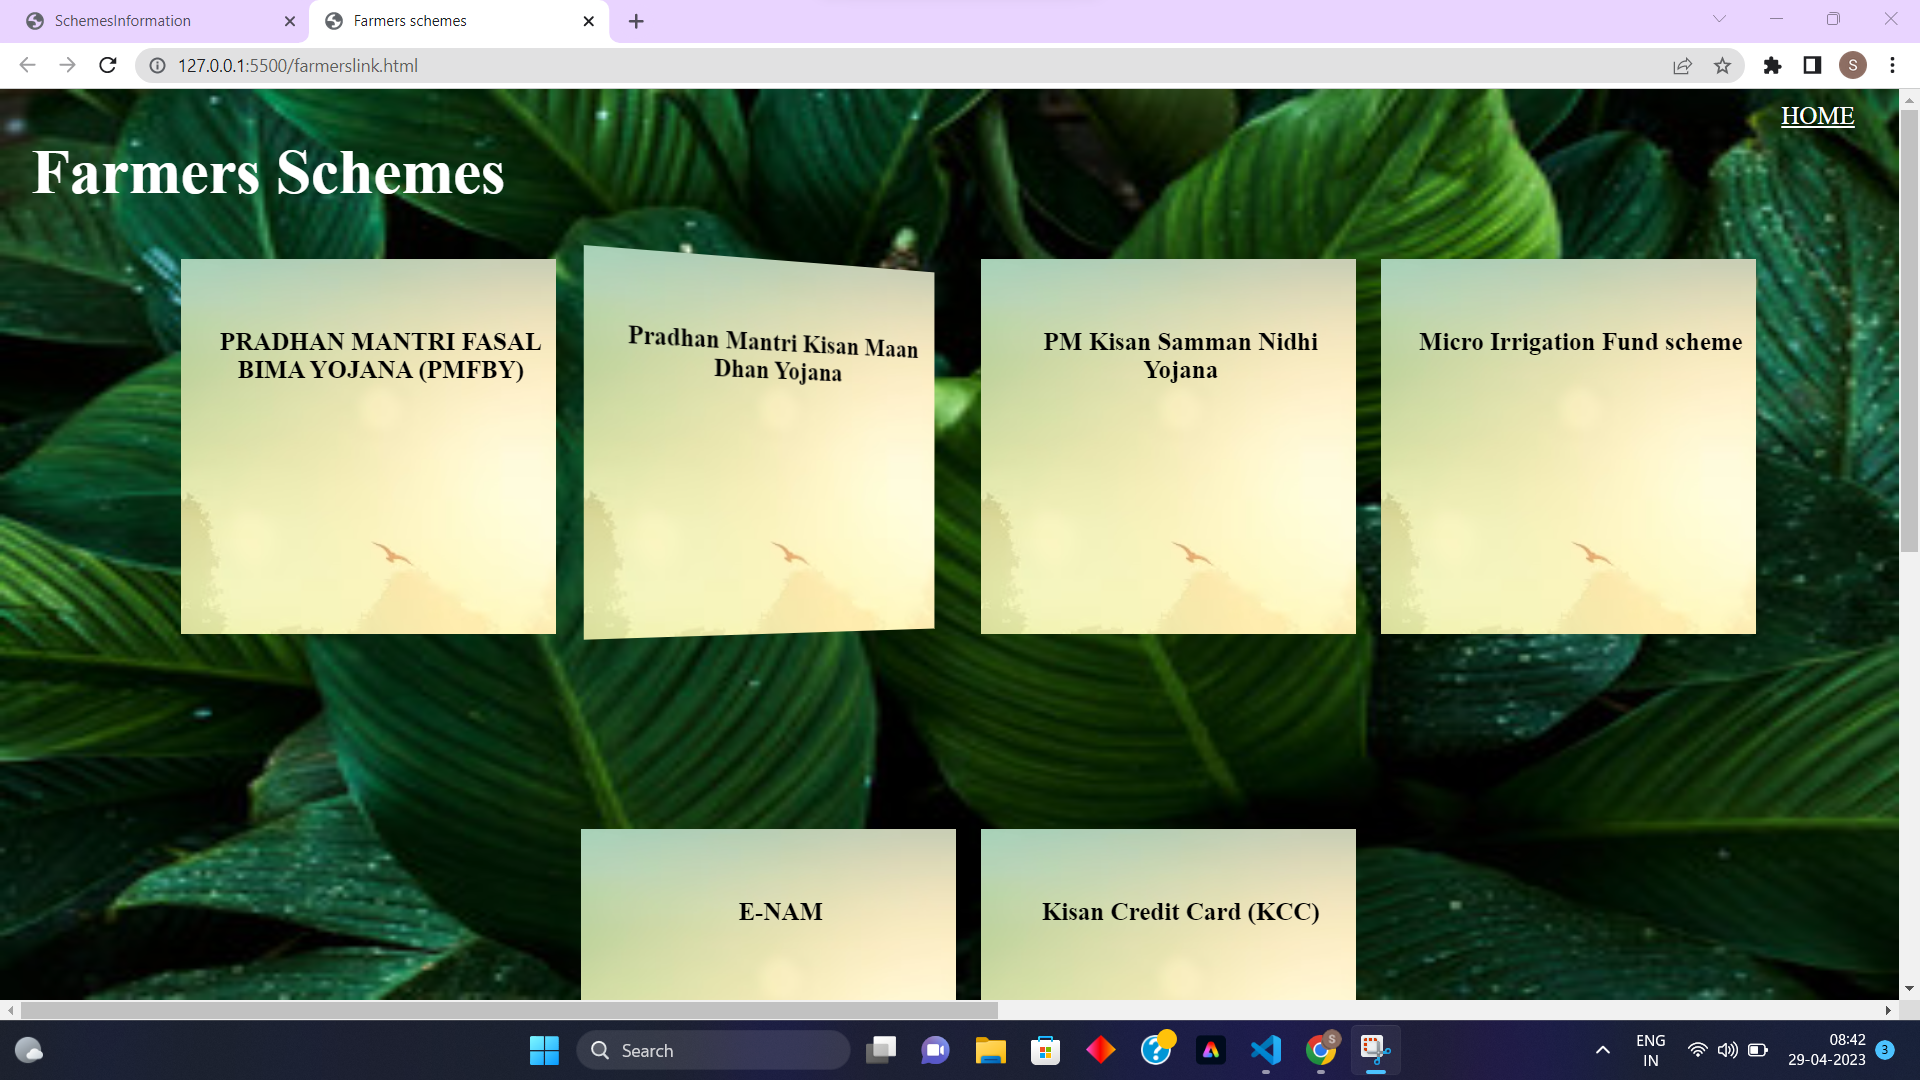 SchemesInformation
Farmers schemes
127.0.0.1:5500/farmerslink.html
S
HOME
Farmers Schemes
PRADHAN MANTRI FASAL
BIMA YOJANA (PMFBY)
Pradhan Mantri Kisan Maan
Dhan Yojana
PM Kisan Samman Nidhi
Yojana
Micro Irrigation Fund scheme
E-NAM
Kisan Credit Card (KCC)
Search
S
ENG
IN
08:42
29-04-2023
3